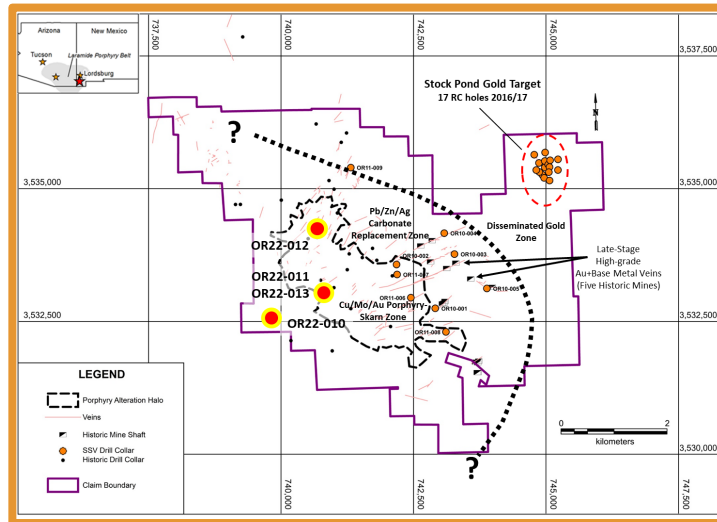 737,500
740,000
742,500
745,000
Arizona
New Mexico
Tucson
Laramide Porphyry Belt
Lordsburg
3,537,500
Stock Pond Gold Target
17 RC holes 2016/17
N
?
OR11-009
3,535,000
3,535,000
Pb/Zn/Ag
Carbonate
Replacement Zone
Disseminated Gold
Zone
OR10-004
OR22-012
OR10-002
OR10-003
Late-Stage
High-grade
Au+Base Metal Veins
(Five Historic Mines)
OR22-011
OR11-007
OR22-013
OR11-006
OR10-005
Cu/Mo/Au Porphyry-
Skarn Zone
OR10-001
OR22-010
3,532,500
3,532,500
OR11-008
LEGEND
Porphyry Alteration Halo
Veins
Historic Mine Shaft
SSV Drill Collar
Historic Drill Collar
Claim Boundary
0
2
kilometers
3,530,000
?
740,000
742,500
745,000
747,500